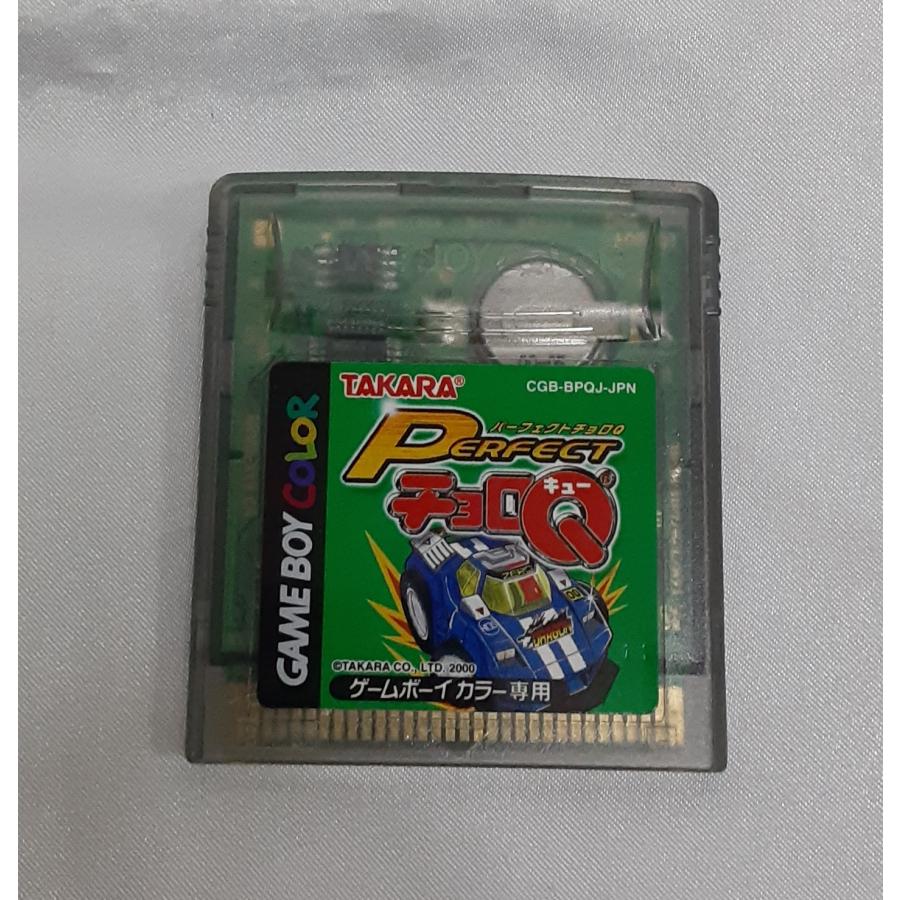 TAKARA®
CGB-BPQJ-JPN
パーフェクトチョロQ
PERFECT
チョロQ
キュー
GAME BOY COLOR
©TAKARA CO., LTD. 2000
ゲームボーイ カラー専用